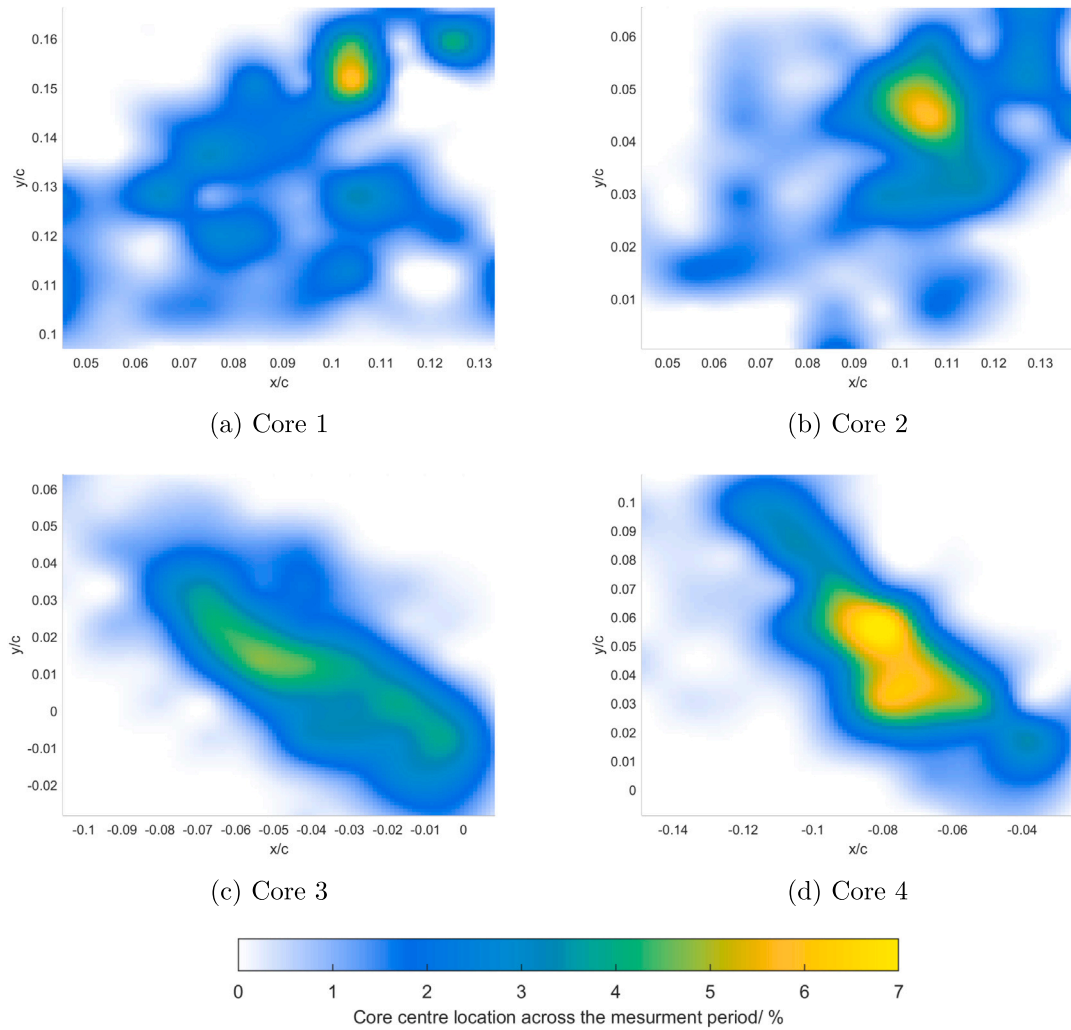 0.16
0.15
0.14
0.13
0.12
0.11
0.1
y/c
0.05 0.06 0.07 0.08 0.09 0.1 0.11 0.12 0.13
x/c
(a) Core 1
0.06
0.05
0.04
0.03
0.02
0.01
y/c
0.05 0.06 0.07 0.08 0.09 0.1 0.11 0.12 0.13
x/c
(b) Core 2
0.06
0.05
0.04
0.03
0.02
0.01
0
-0.01
-0.02
y/c
-0.1 -0.09 -0.08 -0.07 -0.06 -0.05 -0.04 -0.03 -0.02 -0.01 0
x/c
(c) Core 3
0.1
0.09
0.08
0.07
0.06
0.05
0.04
0.03
0.02
0.01
0
y/c
-0.14 -0.12 -0.1 -0.08 -0.06 -0.04
x/c
(d) Core 4
0 1 2 3 4 5 6 7
Core centre location across the mesurment period/ %